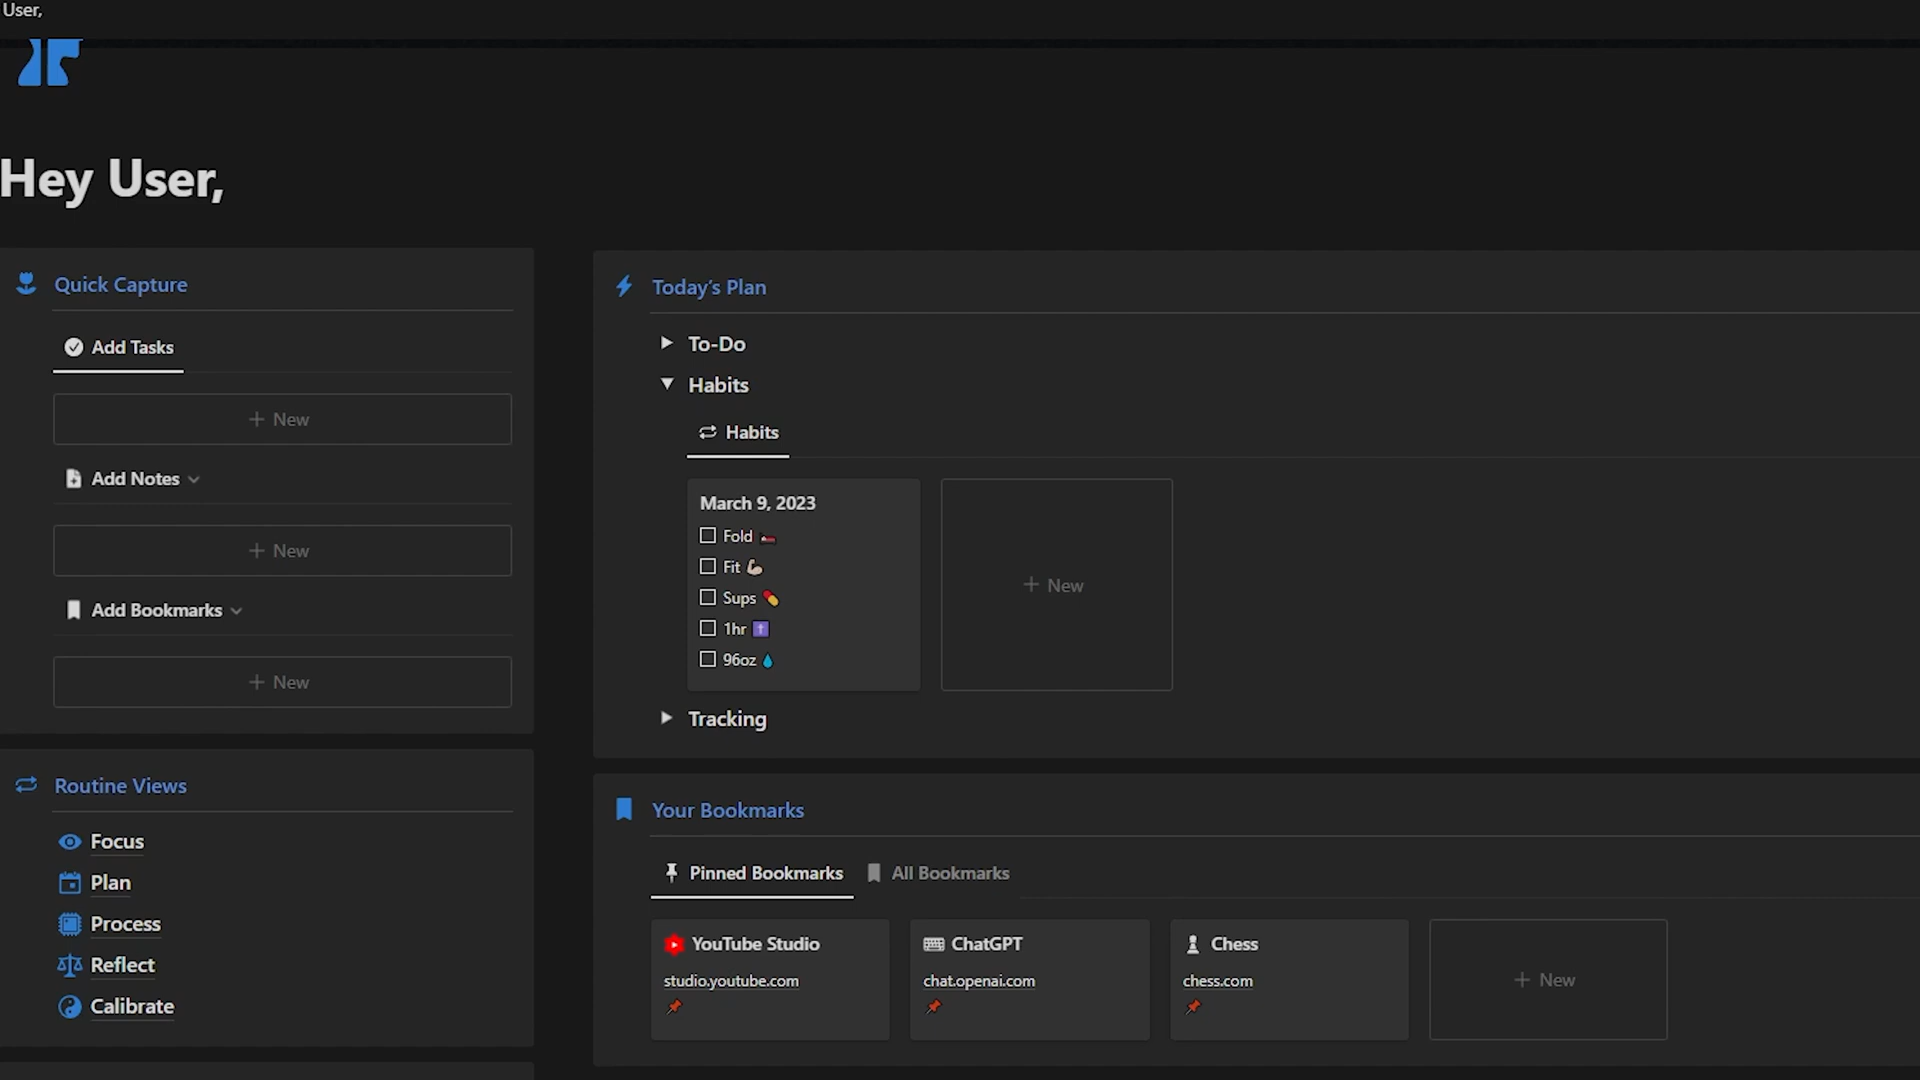 User,
Hey User,
Quick Capture
Add Tasks
+ New
Add Notes
+ New
Add Bookmarks
+ New
Routine Views
Focus
Plan
Process
Reflect
Calibrate
Today’s Plan
To-Do
Habits
Habits
March 9, 2023
Fold
Fit
Sups
1hr
96oz
+ New
Tracking
Your Bookmarks
Pinned Bookmarks
All Bookmarks
YouTube Studio
studio.youtube.com
ChatGPT
chat.openai.com
Chess
chess.com
+ New